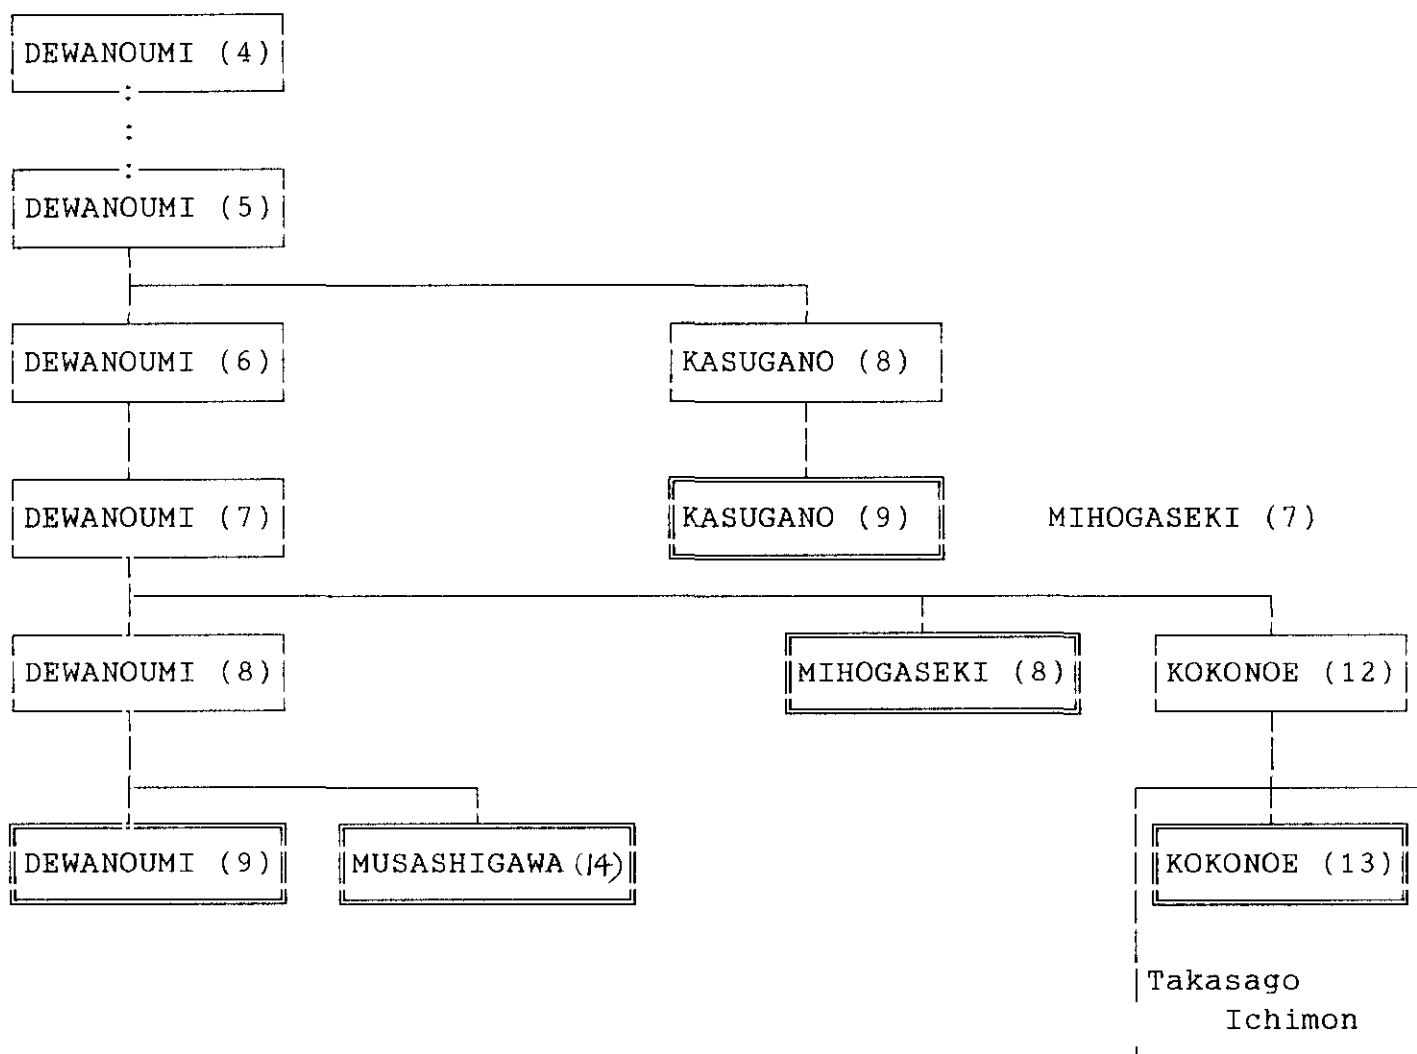 DEWANOUMI (4)
DEWANOUMI (5)
DEWANOUMI (6)
KASUGANO (8)
DEWANOUMI (7)
KASUGANO (9)
MIHOGASEKI (7)
DEWANOUMI (8)
MIHOGASEKI (8)
KOKONOE (12)
DEWANOUMI (9)
MUSASHIGAWA (14)
KOKONOE (13)
Takasago
Ichimon